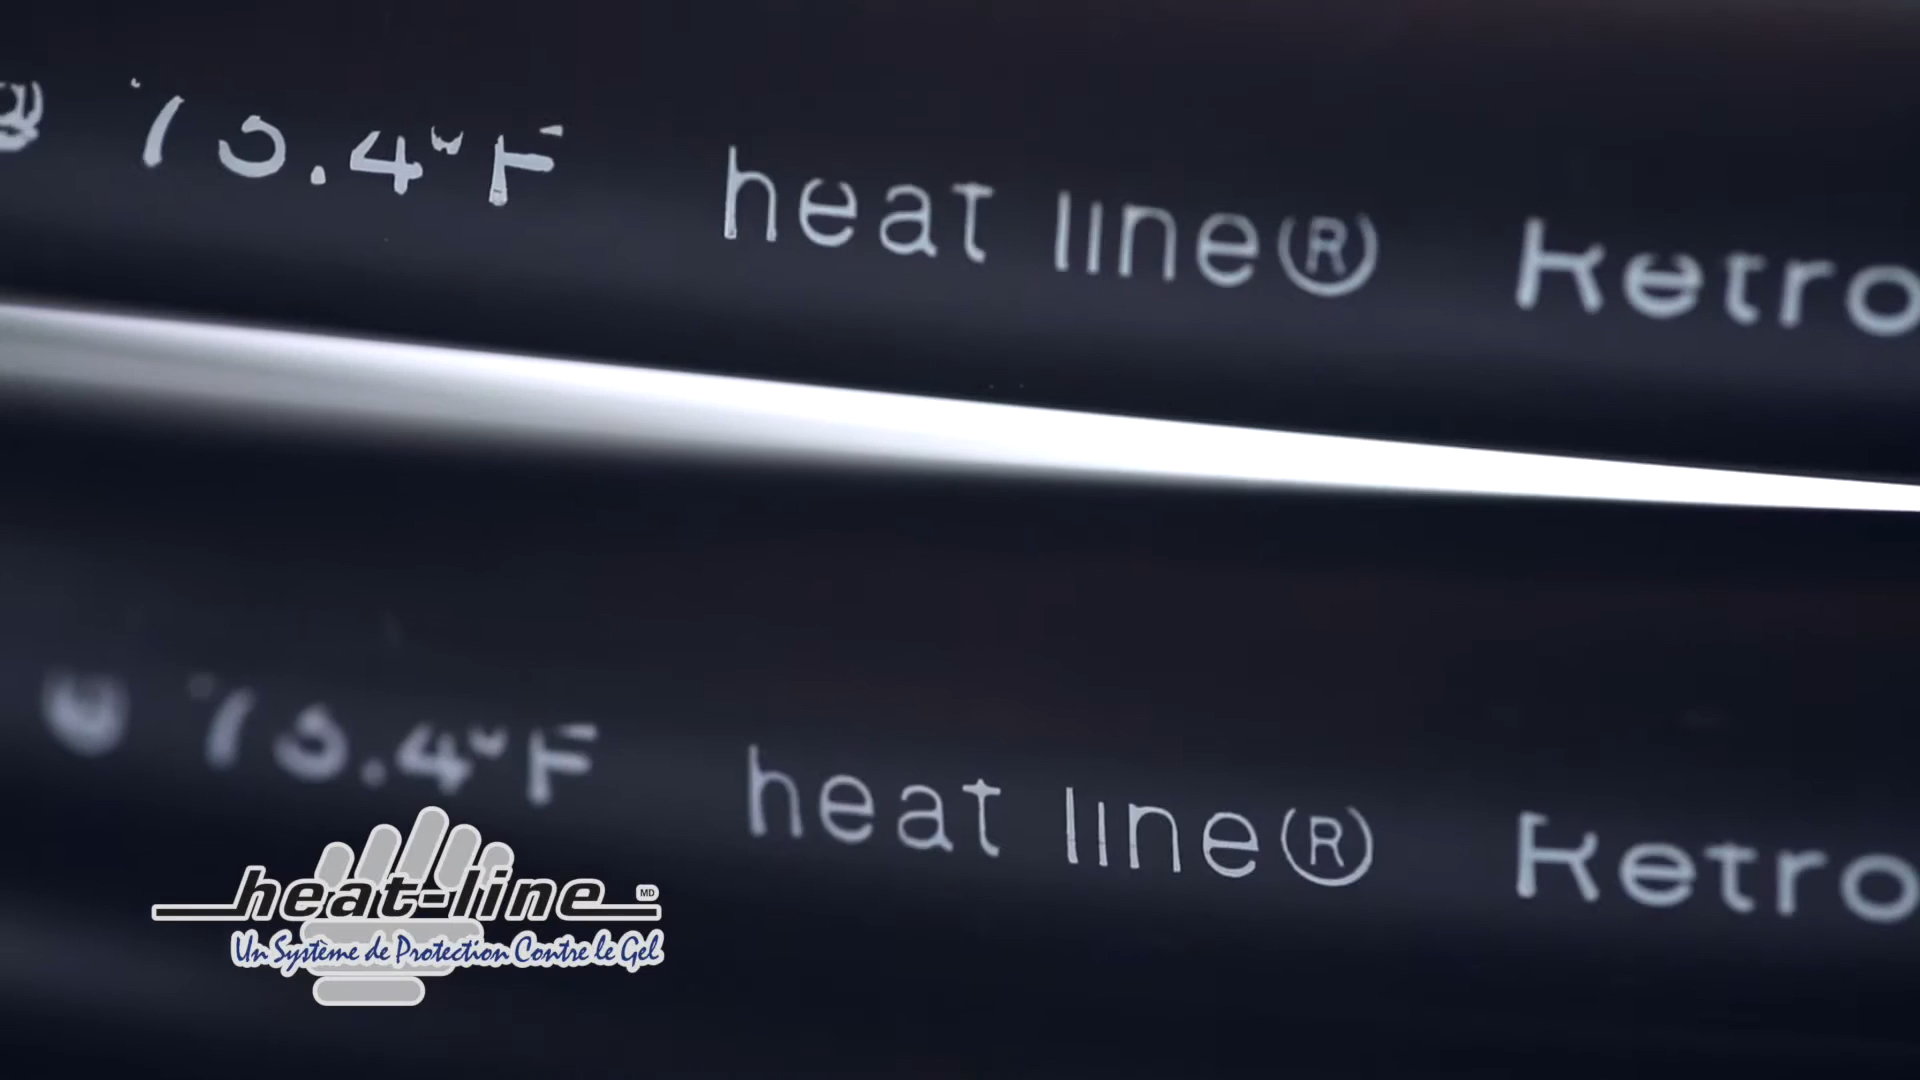 @ 73.4°F heat line® Retro
@ 73.4°F heat line® Retro
heat-line MD
Un Système de Protection Contre le Gel